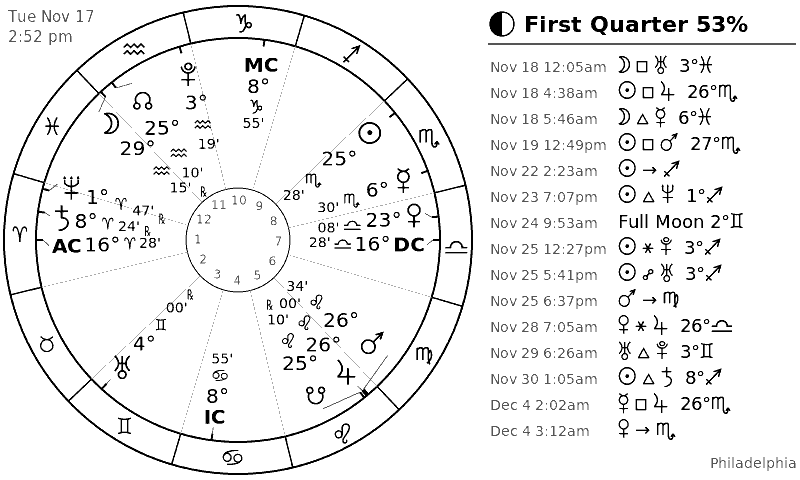 Tue Nov 17
2:52 pm
♑
♒
♐
♓
♏
♈
♎
♉
♍
♊
♌
♋
MC
8°
♑
55'
♇
3°
♒
19'
☊
25°
♒
10'
℞
☽
29°
♒
15'
☉
25°
♏
28'
☿
6°
♏
30'
♀ 23° ♎ 08'
DC 16° ♎ 28'
♆ 1° ♈ 47' ℞
♄ 8° ♈ 24' ℞
AC 16° ♈ 28'
♅
4°
♊
00'
℞
IC
8°
♋
55'
♂
26°
♌
34'
♃
26°
♌
00'
☋
25°
♌
10'
℞
1
2
3
4
5
6
7
8
9
10
11
12
First Quarter 53%
Nov 18 12:05am ☽ □ ♅ 3°♓
Nov 18 4:38am ☉ □ ♃ 26°♏
Nov 18 5:46am ☽ △ ☿ 6°♓
Nov 19 12:49pm ☉ □ ♂ 27°♏
Nov 22 2:23am ☉ → ♐
Nov 23 7:07pm ☉ △ ♆ 1°♐
Nov 24 9:53am Full Moon 2°♊
Nov 25 12:27pm ☉ ⚹ ♇ 3°♐
Nov 25 5:41pm ☉ ☍ ♅ 3°♐
Nov 25 6:37pm ♂ → ♍
Nov 28 7:05am ♀ ⚹ ♃ 26°♎
Nov 29 6:26am ♅ △ ♇ 3°♊
Nov 30 1:05am ☉ △ ♄ 8°♐
Dec 4 2:02am ☿ □ ♃ 26°♏
Dec 4 3:12am ♀ → ♏
Philadelphia